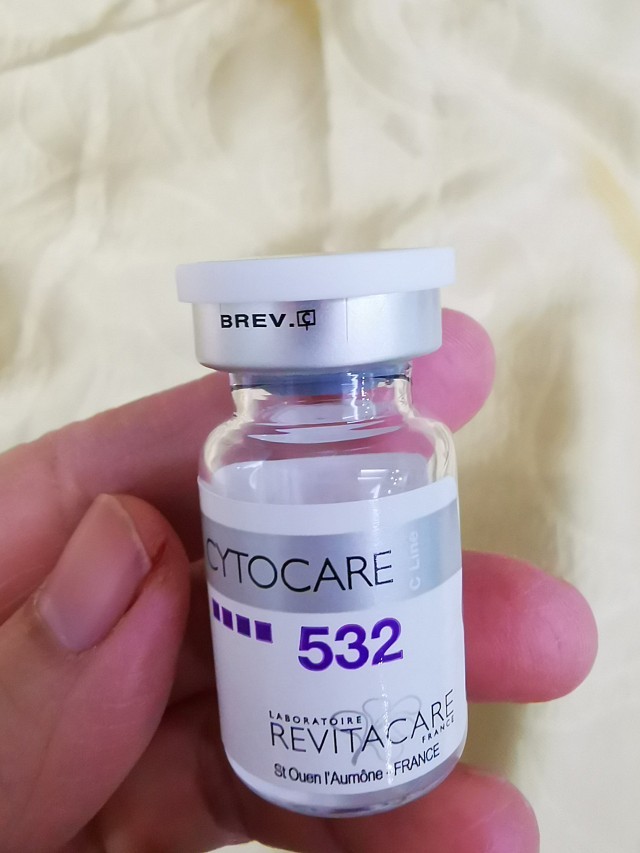 BREV.C
CYTOCARE
C Line
532
LABORATOIRE
REVITACARE
FRANCE
St Ouen l'Aumône - FRANCE